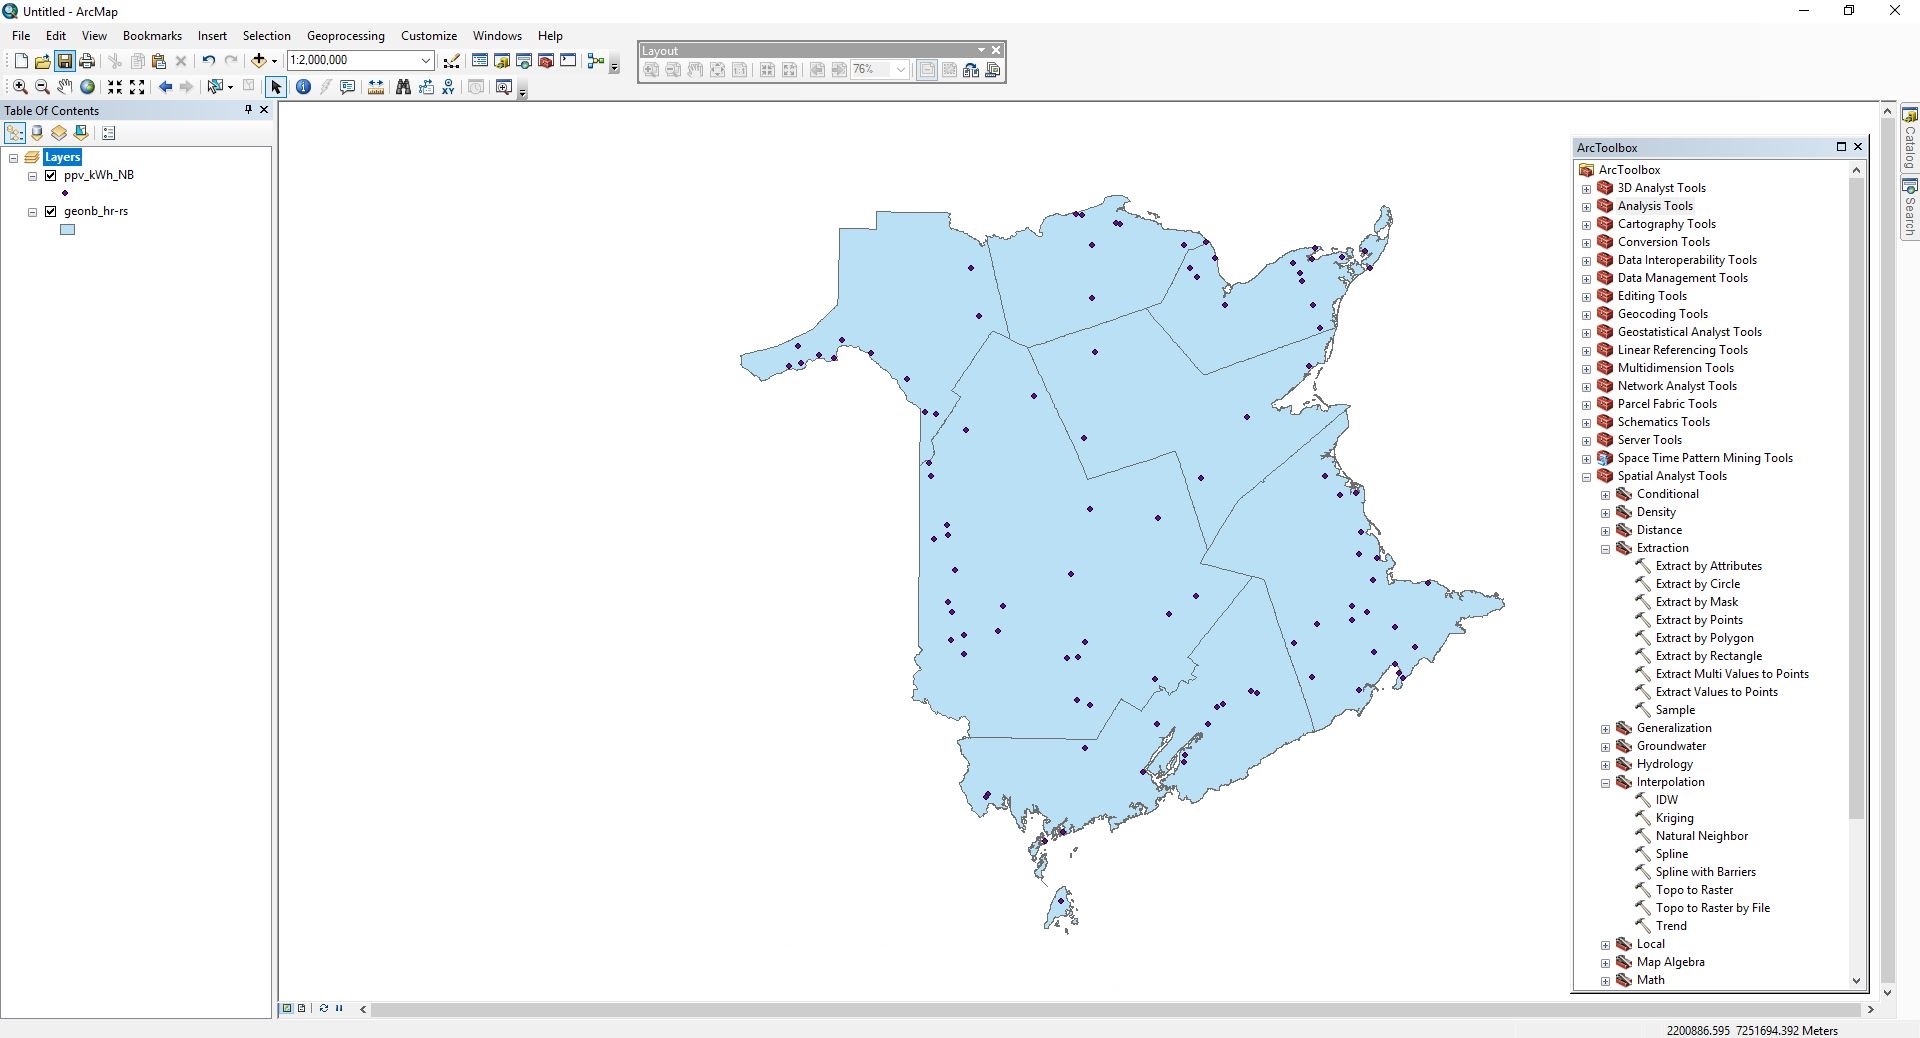 Untitled - ArcMap
File Edit View Bookmarks Insert Selection Geoprocessing Customize Windows Help
1:2,000,000
Layout
76%
Table Of Contents
Layers
ppv_kWh_NB
geonb_hr-rs
ArcToolbox
ArcToolbox
3D Analyst Tools
Analysis Tools
Cartography Tools
Conversion Tools
Data Interoperability Tools
Data Management Tools
Editing Tools
Geocoding Tools
Geostatistical Analyst Tools
Linear Referencing Tools
Multidimension Tools
Network Analyst Tools
Parcel Fabric Tools
Schematics Tools
Server Tools
Space Time Pattern Mining Tools
Spatial Analyst Tools
Conditional
Density
Distance
Extraction
Extract by Attributes
Extract by Circle
Extract by Mask
Extract by Points
Extract by Polygon
Extract by Rectangle
Extract Multi Values to Points
Extract Values to Points
Sample
Generalization
Groundwater
Hydrology
Interpolation
IDW
Kriging
Natural Neighbor
Spline
Spline with Barriers
Topo to Raster
Topo to Raster by File
Trend
Local
Map Algebra
Math
Catalog
Search
2200886.595 7251694.392 Meters